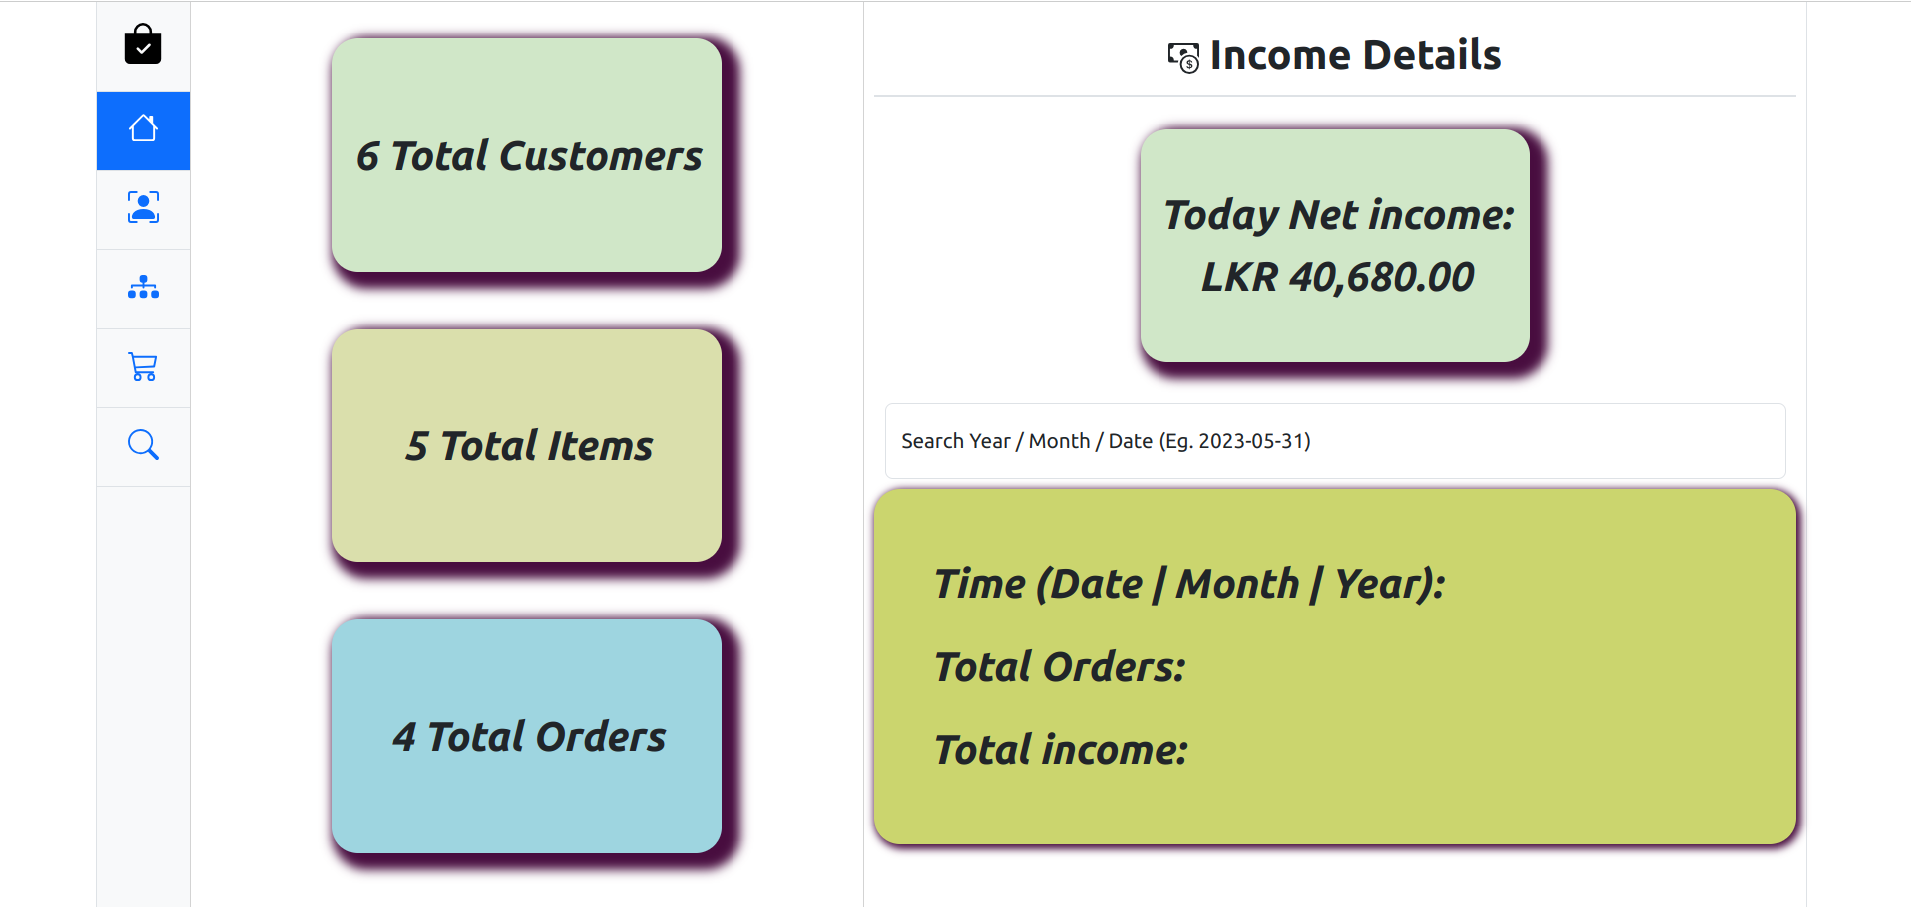 6 Total Customers
5 Total Items
4 Total Orders
Income Details
Today Net income:
LKR 40,680.00
Search Year / Month / Date (Eg. 2023-05-31)
Time (Date | Month | Year):
Total Orders:
Total income: